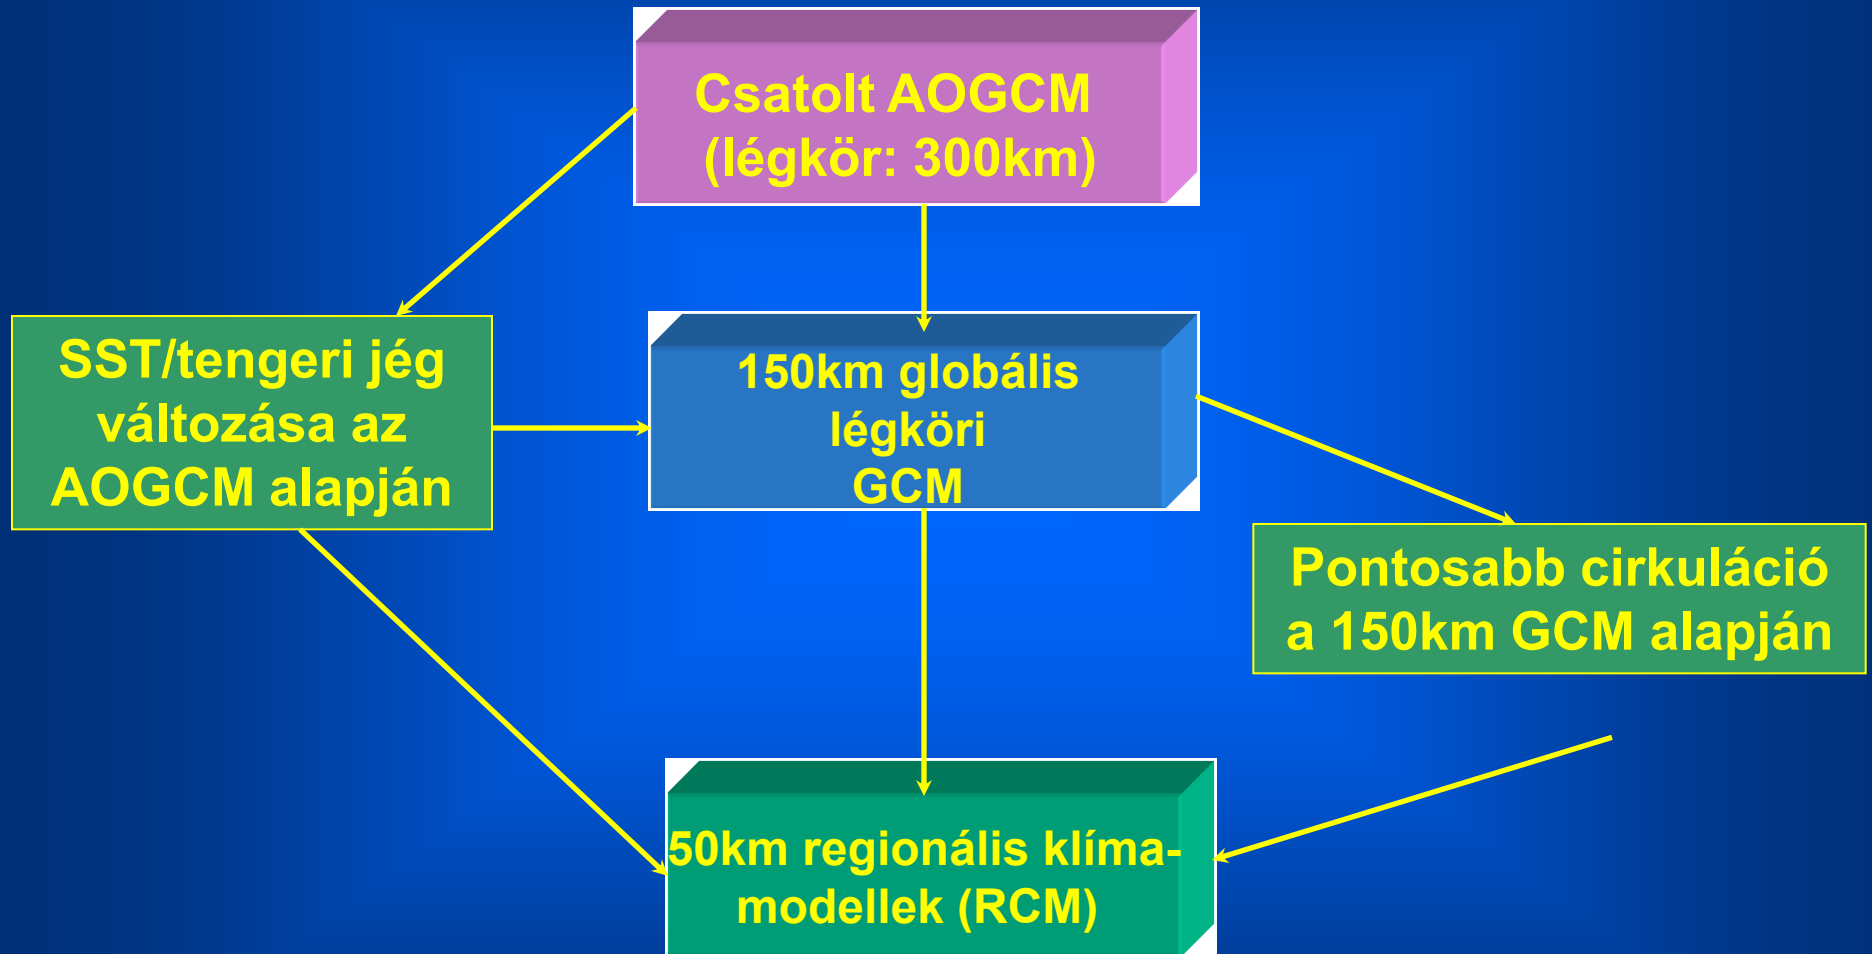 Csatolt AOGCM
(légkör: 300km)
SST/tengeri jég
változása az
AOGCM alapján
150km globális
légköri
GCM
Pontosabb cirkuláció
a 150km GCM alapján
50km regionális klíma-
modellek (RCM)